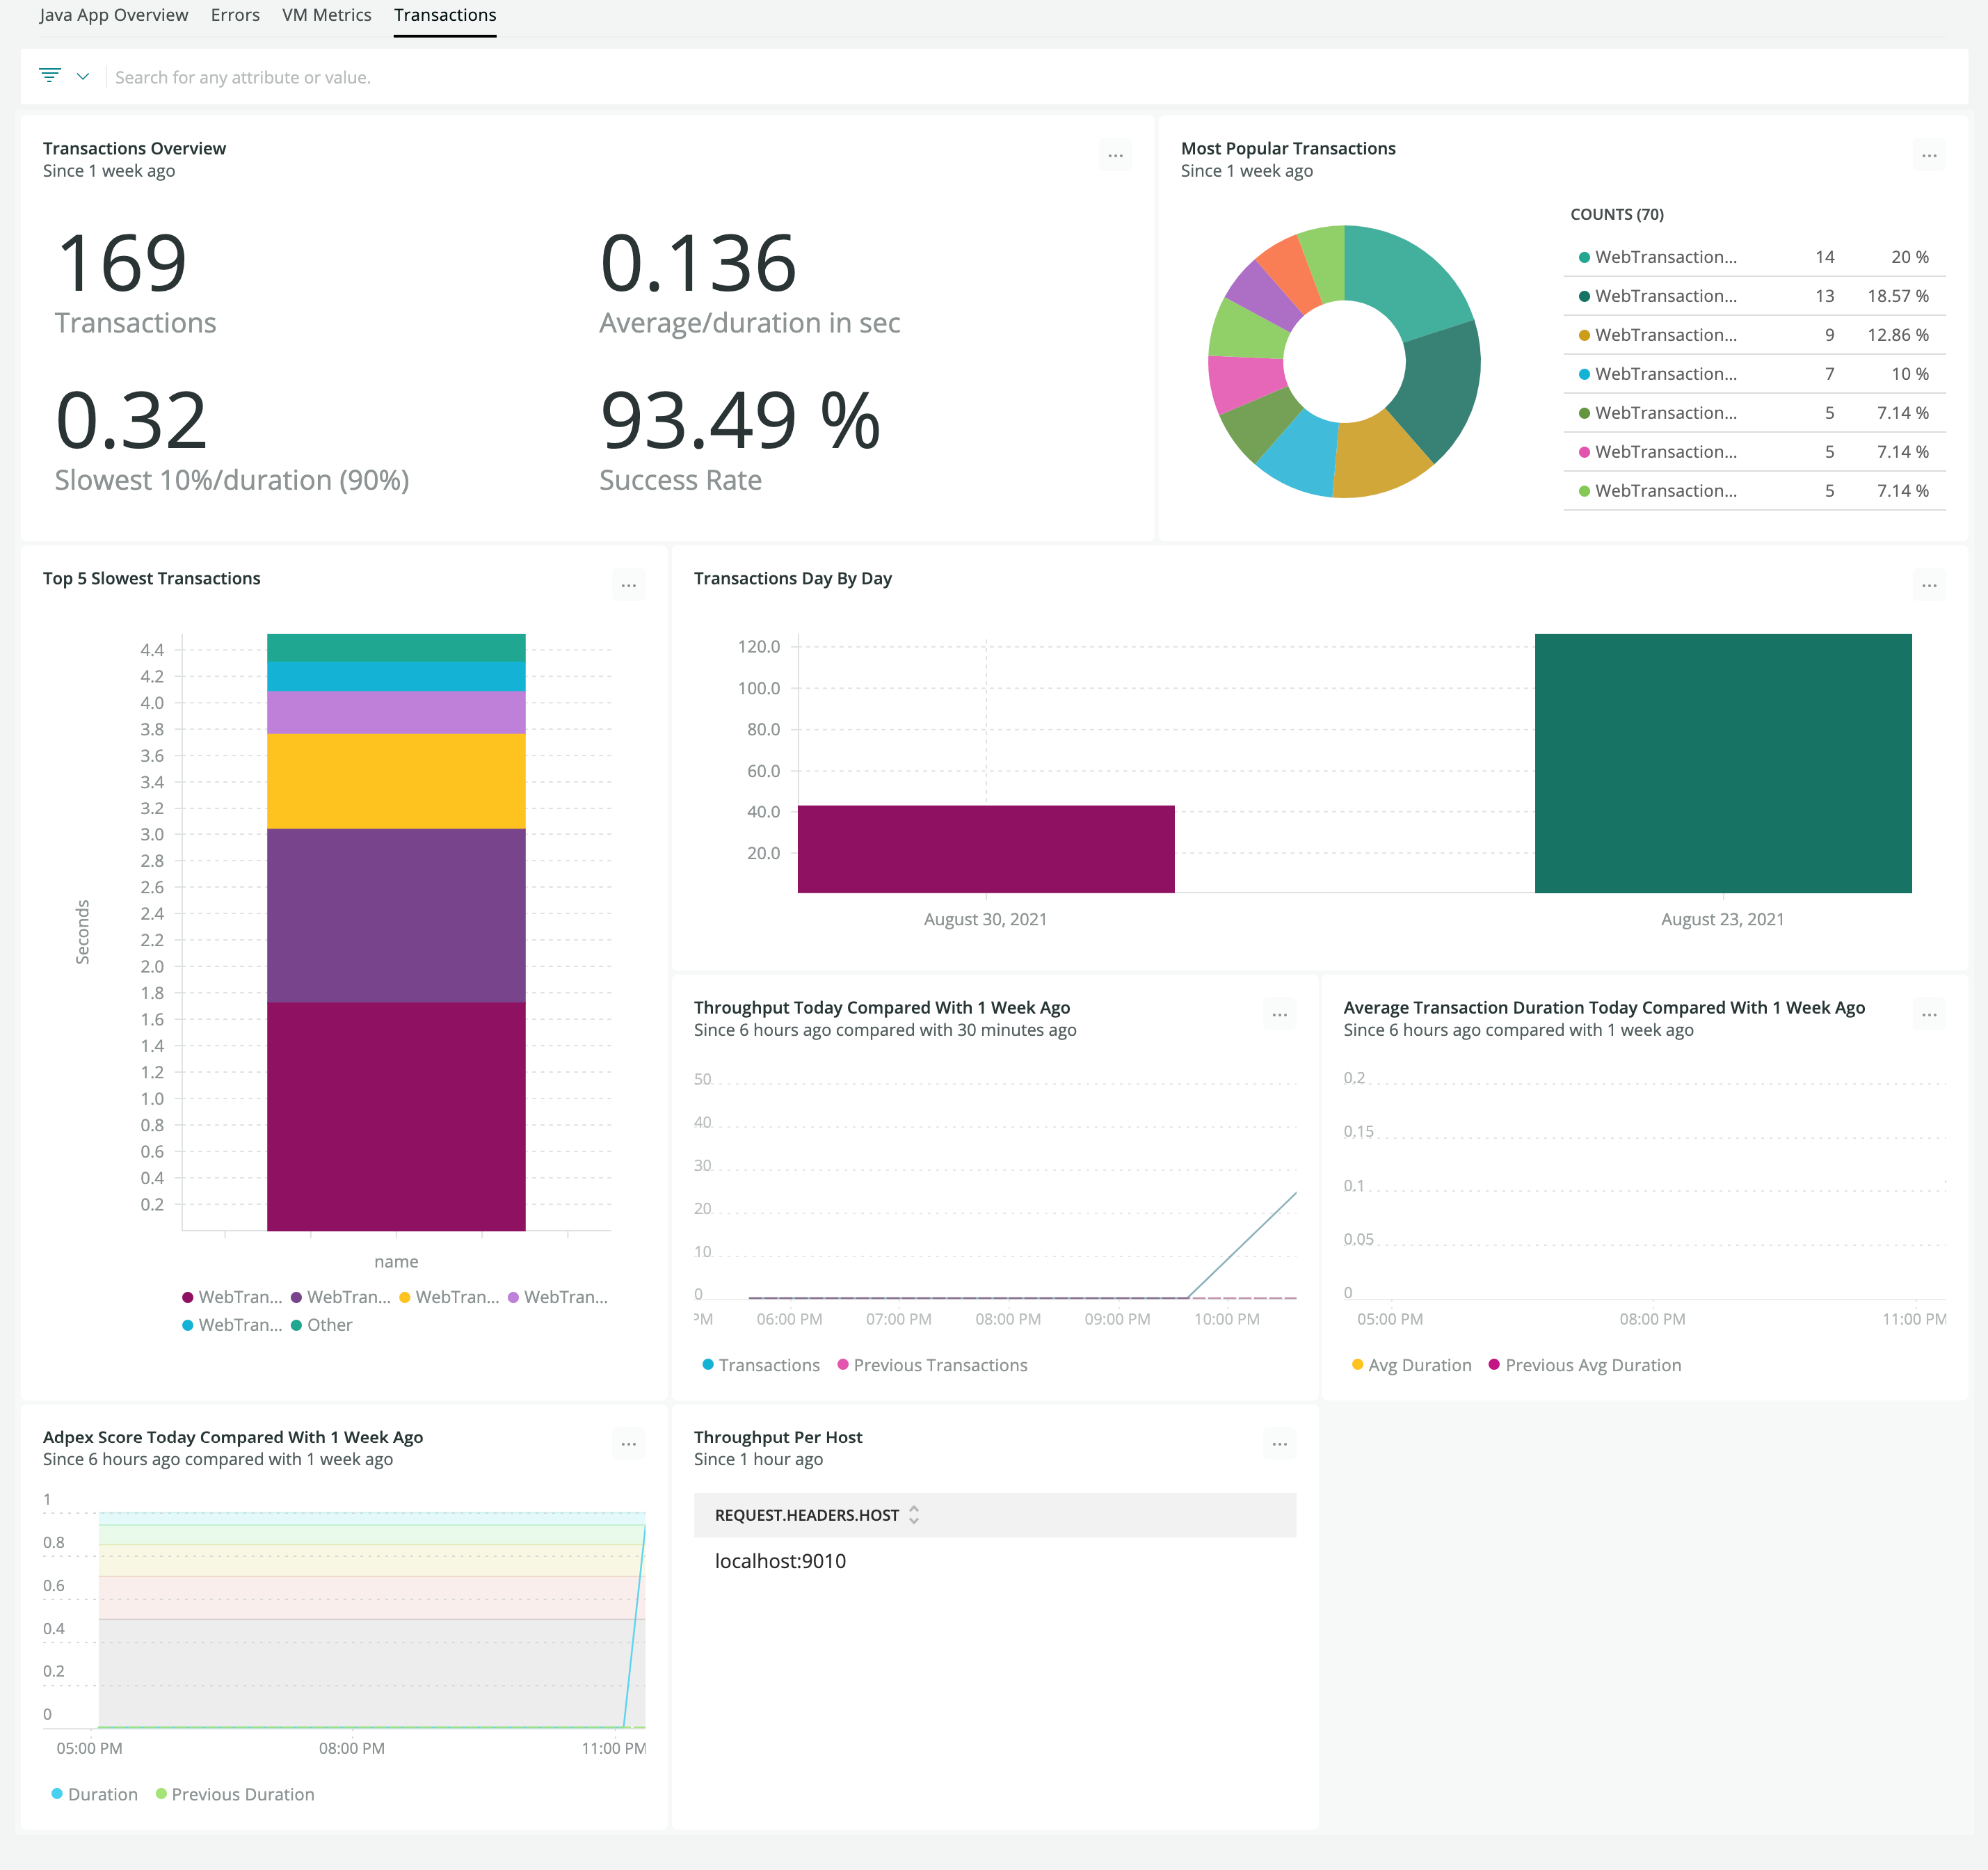 Java App Overview Errors VM Metrics Transactions
Search for any attribute or value.
Transactions Overview
Since 1 week ago
169
Transactions
0.136
Average/duration in sec
0.32
Slowest 10%/duration (90%)
93.49 %
Success Rate
Most Popular Transactions
Since 1 week ago
COUNTS (70)
WebTransaction... 14 20 %
WebTransaction... 13 18.57 %
WebTransaction... 9 12.86 %
WebTransaction... 7 10 %
WebTransaction... 5 7.14 %
WebTransaction... 5 7.14 %
WebTransaction... 5 7.14 %
Top 5 Slowest Transactions
4.4
4.2
4.0
3.8
3.6
3.4
3.2
3.0
2.8
2.6
2.4
2.2
2.0
1.8
1.6
1.4
1.2
1.0
0.8
0.6
0.4
0.2
Seconds
name
WebTran... WebTran... WebTran... WebTran...
WebTran... Other
Transactions Day By Day
120.0
100.0
80.0
60.0
40.0
20.0
August 30, 2021 August 23, 2021
Throughput Today Compared With 1 Week Ago
Since 6 hours ago compared with 30 minutes ago
50
40
30
20
10
0
PM 06:00 PM 07:00 PM 08:00 PM 09:00 PM 10:00 PM
Transactions Previous Transactions
Average Transaction Duration Today Compared With 1 Week Ago
Since 6 hours ago compared with 1 week ago
0.2
0.15
0.1
0.05
0
05:00 PM 08:00 PM 11:00 PM
Avg Duration Previous Avg Duration
Adpex Score Today Compared With 1 Week Ago
Since 6 hours ago compared with 1 week ago
1
0.8
0.6
0.4
0.2
0
05:00 PM 08:00 PM 11:00 PM
Duration Previous Duration
Throughput Per Host
Since 1 hour ago
REQUEST.HEADERS.HOST
localhost:9010